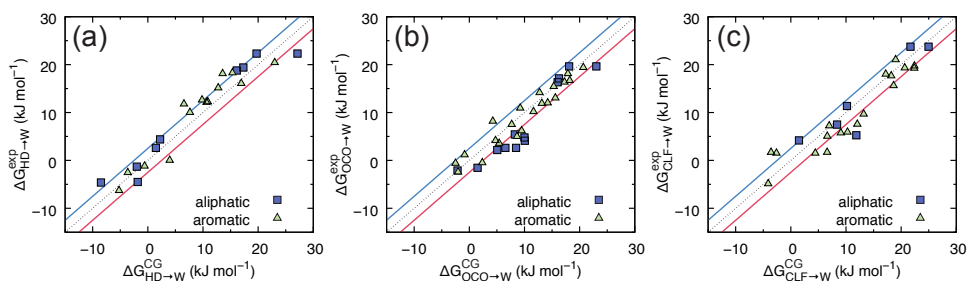 (a)
ΔG^exp_HD→W (kJ mol⁻¹)
30
20
10
0
−10
aliphatic
aromatic
−10 0 10 20 30
ΔG^CG_HD→W (kJ mol⁻¹)
(b)
ΔG^exp_OCO→W (kJ mol⁻¹)
30
20
10
0
−10
aliphatic
aromatic
−10 0 10 20 30
ΔG^CG_OCO→W (kJ mol⁻¹)
(c)
ΔG^exp_CLF→W (kJ mol⁻¹)
30
20
10
0
−10
aliphatic
aromatic
−10 0 10 20 30
ΔG^CG_CLF→W (kJ mol⁻¹)